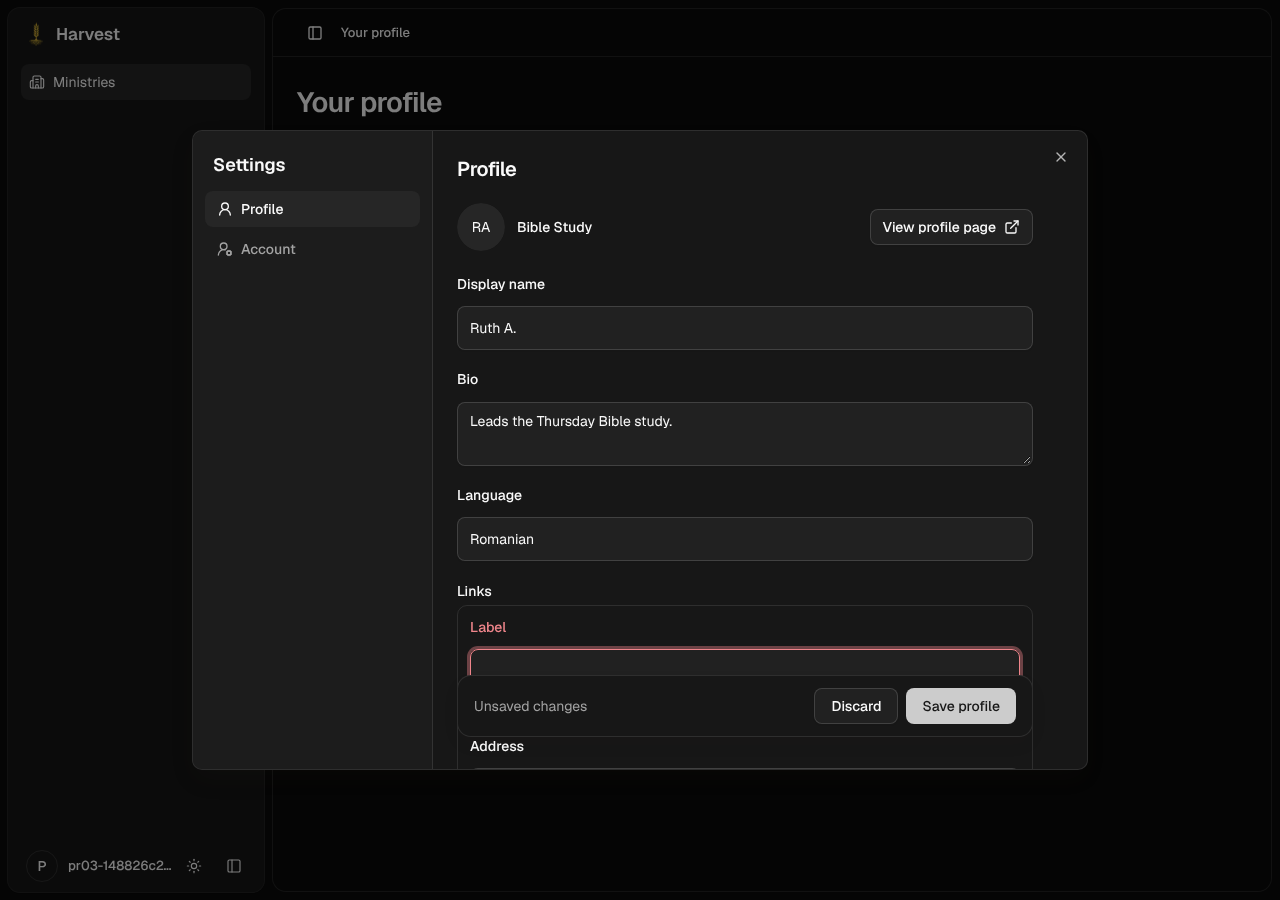 Harvest
Ministries
Your profile
Your profile
Settings
Profile
Account
Profile
RA
Bible Study
View profile page
Display name
Ruth A.
Bio
Leads the Thursday Bible study.
Language
Romanian
Links
Label
Unsaved changes
Discard
Save profile
Address
P
pr03-148826c2…